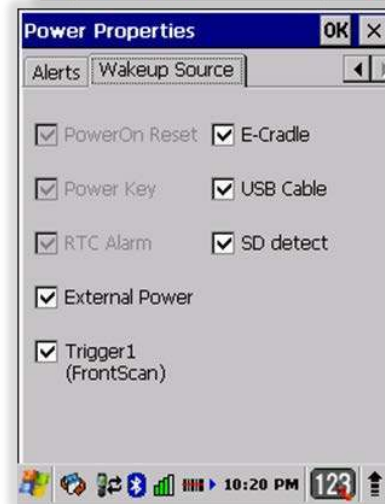 Power Properties OK ×
Alerts Wakeup Source
PowerOn Reset E-Cradle
Power Key USB Cable
RTC Alarm SD detect
External Power
Trigger1
(FrontScan)
10:20 PM 123